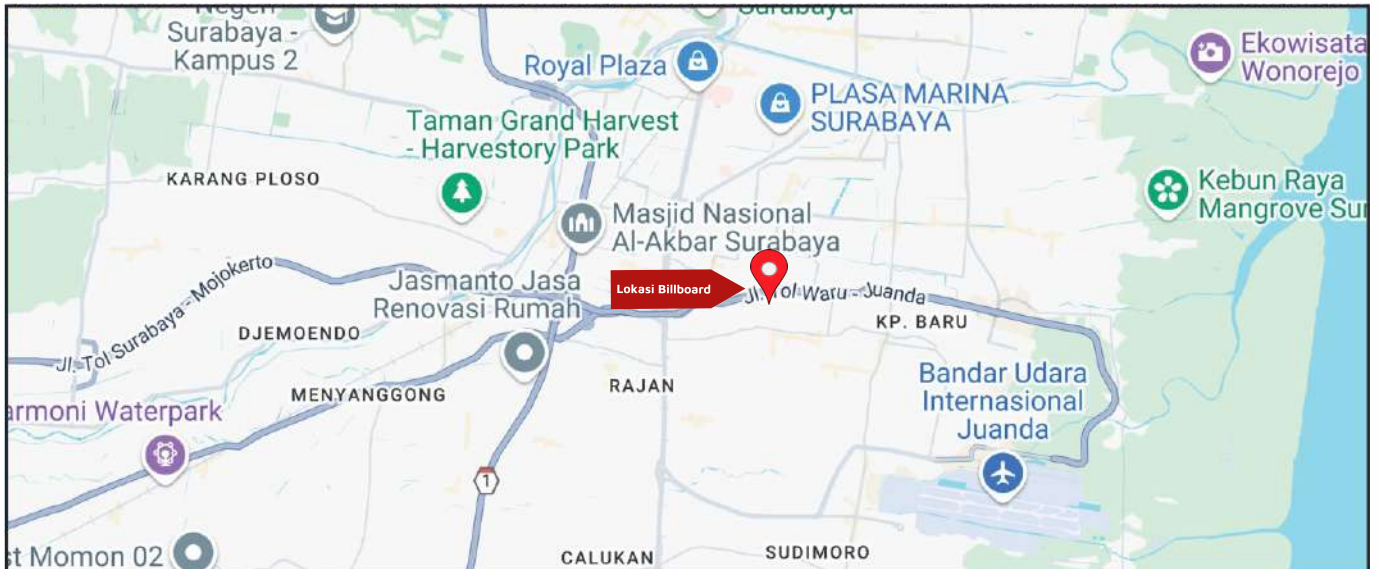 Surabaya -
Kampus 2
Surabaya
Royal Plaza
PLASA MARINA
SURABAYA
Ekowisata
Wonorejo
Taman Grand Harvest
- Harvestory Park
KARANG PLOSO
Kebun Raya
Mangrove Sur
Masjid Nasional
Al-Akbar Surabaya
Jl. Tol Surabaya - Mojokerto
Jasmanto Jasa
Renovasi Rumah
Lokasi Billboard
Jl. Tol Waru - Juanda
KP. BARU
DJEMOENDO
MENYANGGONG
RAJAN
Bandar Udara
Internasional
Juanda
armoni Waterpark
1
st Momon 02
CALUKAN
SUDIMORO